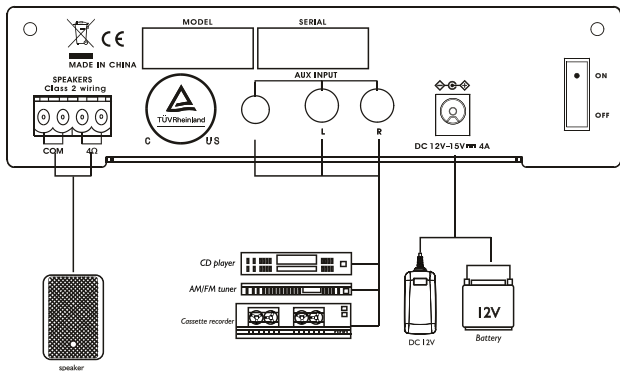 MODEL
SERIAL
CE
MADE IN CHINA
AUX INPUT
SPEAKERS
Class 2 wiring
ON
OFF
TÜVRheinland
C US
L
R
COM 4Ω
DC 12V-15V⎓ 4A
CD player
AM/FM tuner
Cassette recorder
12V
DC 12V
Battery
speaker